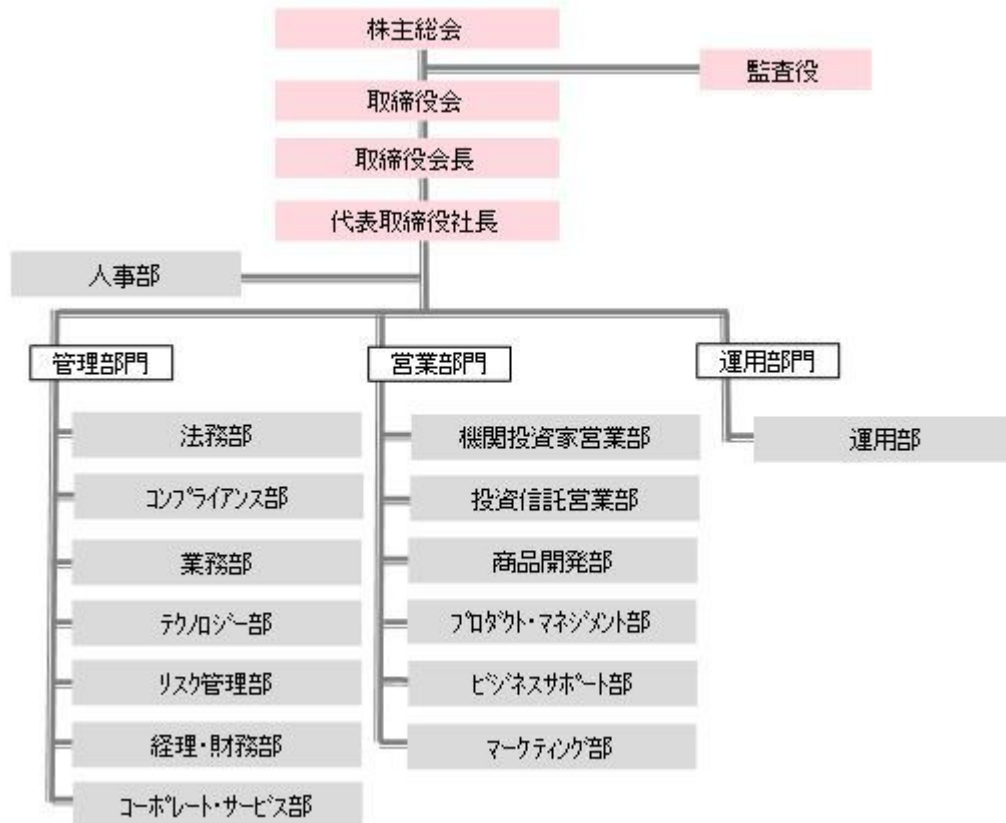 株主総会
監査役
取締役会
取締役会長
代表取締役社長
人事部
管理部門
営業部門
運用部門
法務部
機関投資家営業部
運用部
コンプライアンス部
投資信託営業部
業務部
商品開発部
テクノロジー部
プロダクト・マネジメント部
リスク管理部
ビジネスサポート部
経理・財務部
マーケティング部
コーポレート・サービス部